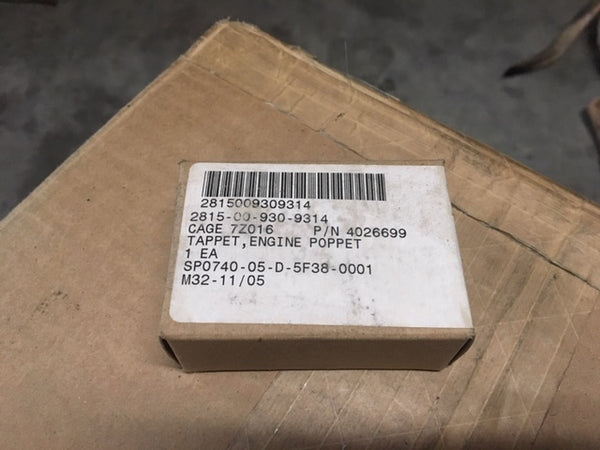 2815009309314
2815-00-930-9314
CAGE 7Z016 P/N 4026699
TAPPET,ENGINE POPPET
1 EA
SP0740-05-D-5F38-0001
M32-11/05